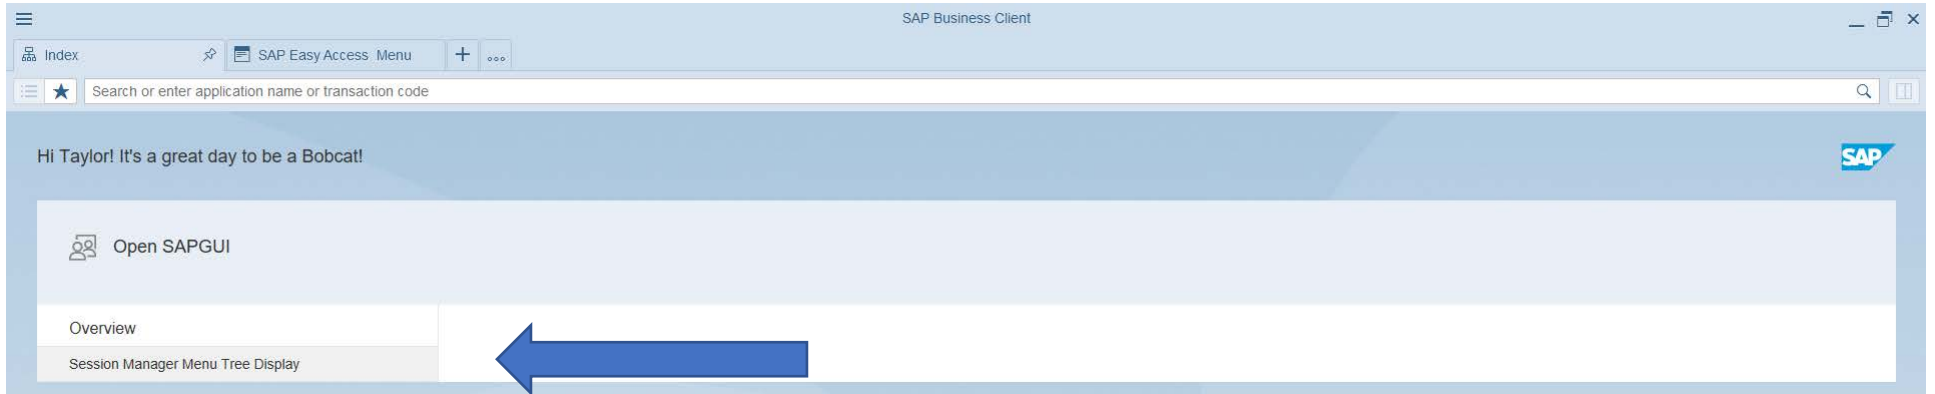 SAP Business Client
Index
SAP Easy Access Menu
Search or enter application name or transaction code
Hi Taylor! It's a great day to be a Bobcat!
SAP
Open SAPGUI
Overview
Session Manager Menu Tree Display